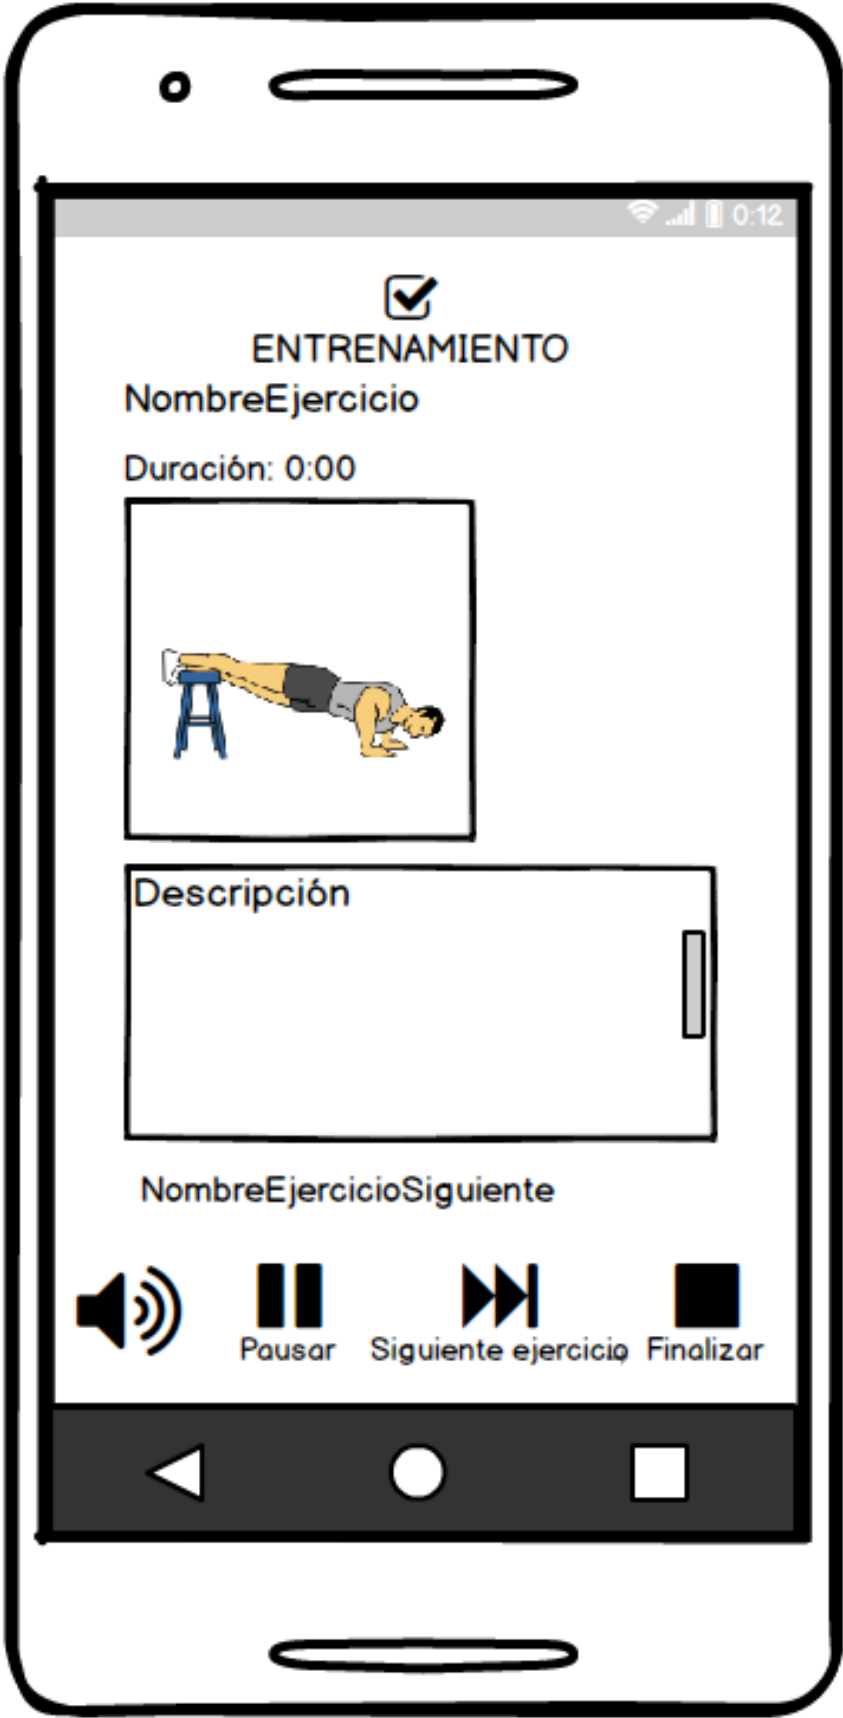 0:12
ENTRENAMIENTO
NombreEjercicio
Duración: 0:00
Descripción
NombreEjercicioSiguiente
Pausar
Siguiente ejercicio
Finalizar